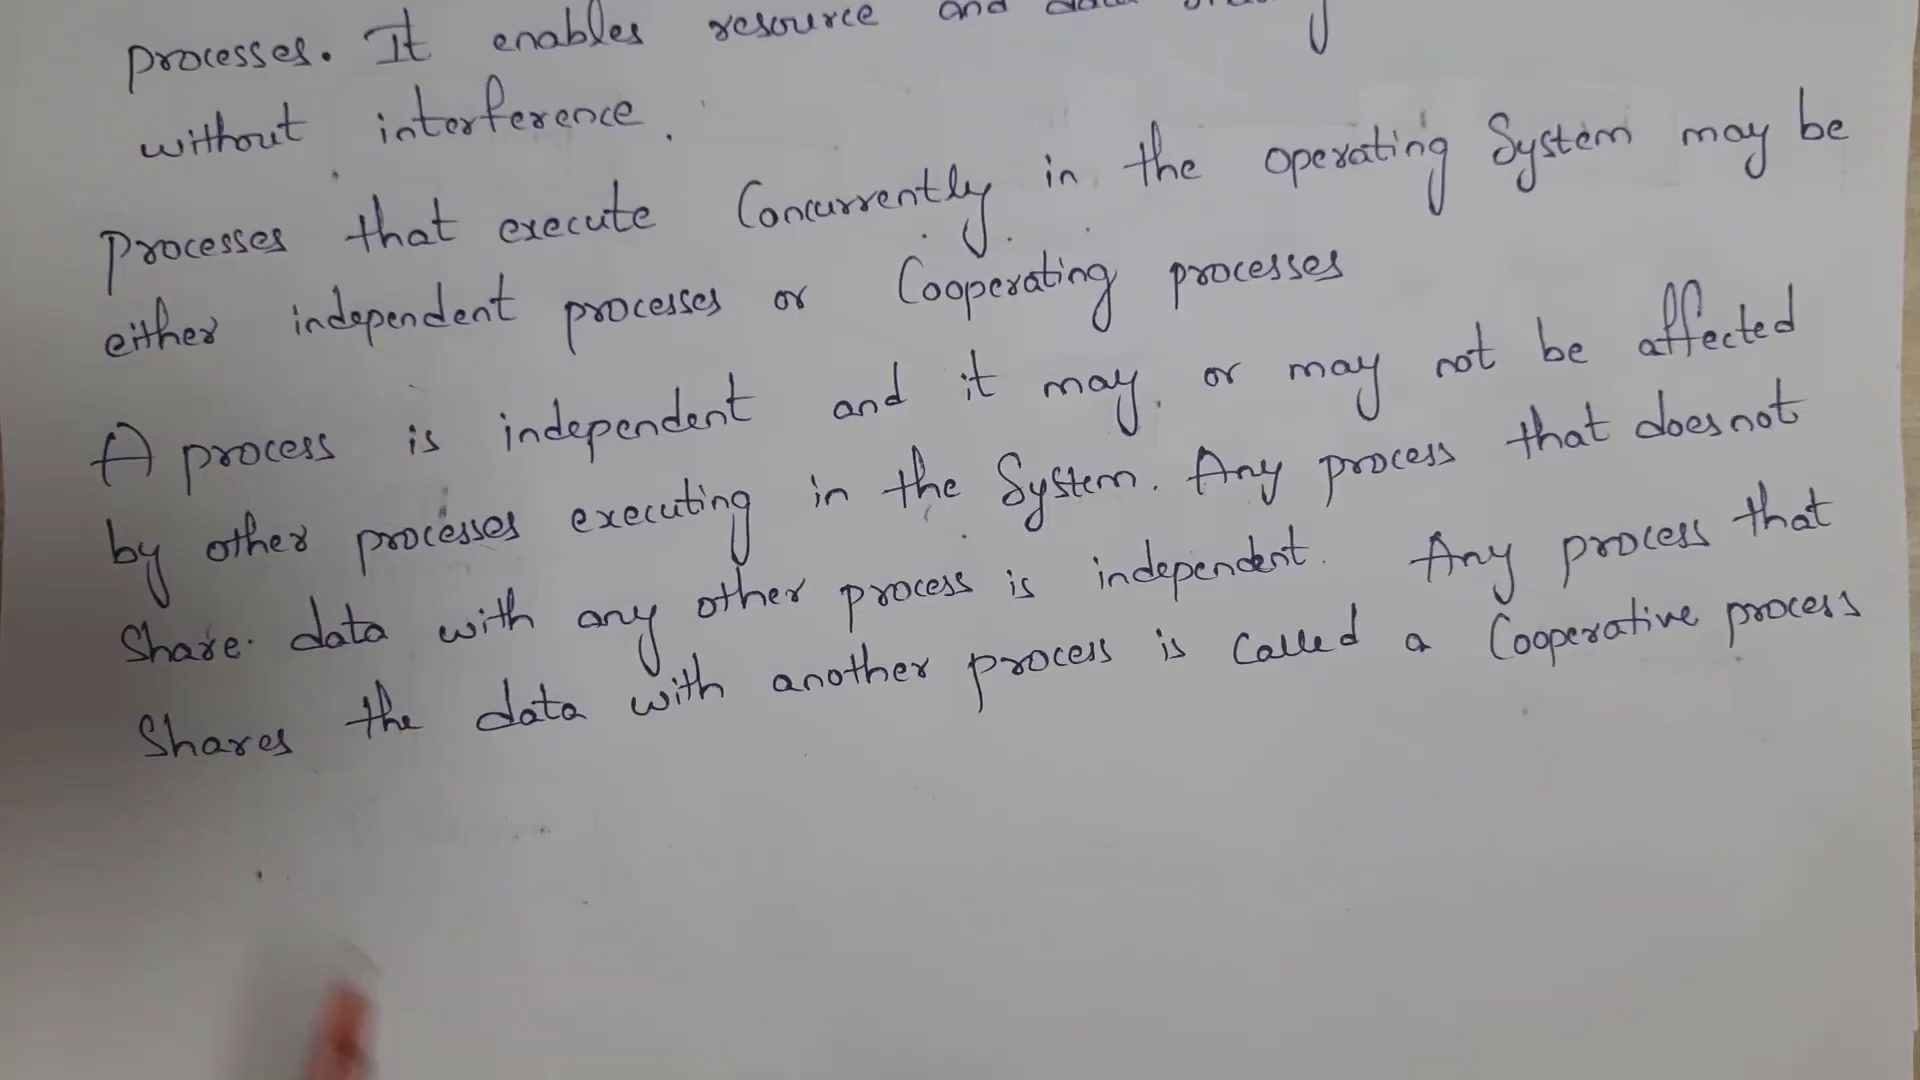 processes. It enables resource and data
without interference.
Processes that execute Concurrently in the operating System may be
either independent processes or Cooperating processes
A process is independent and it may or may not be affected
by other processes executing in the System. Any process that does not
Share data with any other process is independent. Any process that
Shares the data with another process is called a Cooperative process